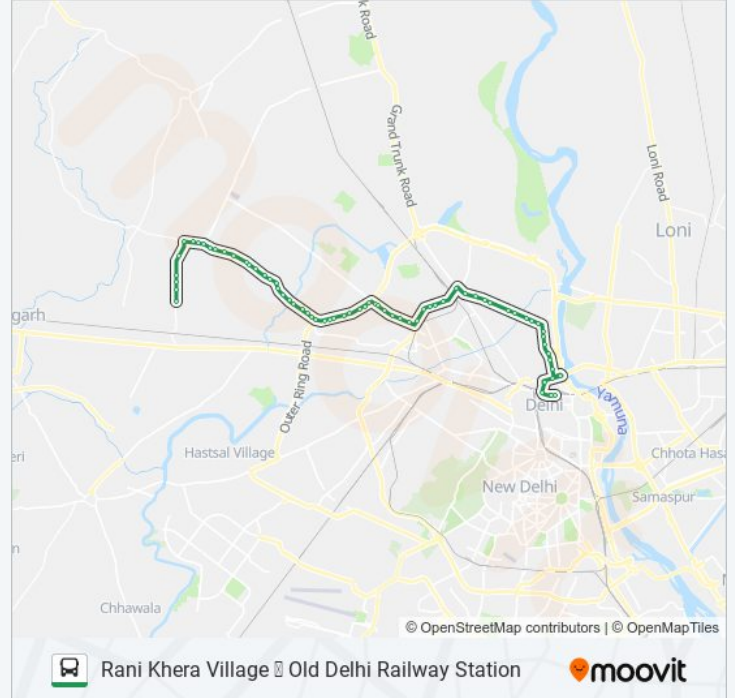 k Road
Grand Trunk Road
Loni Road
Loni
garh
Outer Ring Road
Delhi
Yamuna
Hastsal Village
Chhota Hasa
eri
New Delhi
Samaspur
n
N
Chhawala
© OpenStreetMap contributors | © OpenMapTiles
Rani Khera Village  Old Delhi Railway Station
moovit